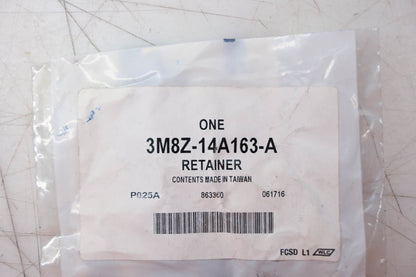 ONE
3M8Z-14A163-A
RETAINER
CONTENTS MADE IN TAIWAN
P025A 863360 061716
FCSD L1